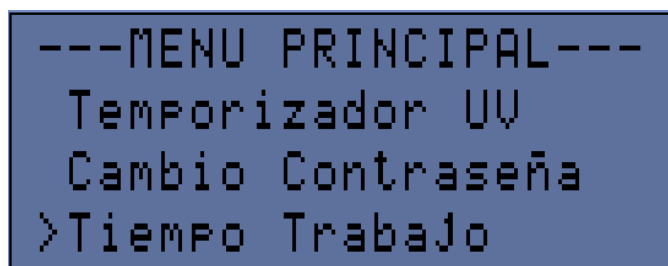 ---MENU PRINCIPAL---
Temporizador UV
Cambio Contraseña
>Tiempo Trabajo